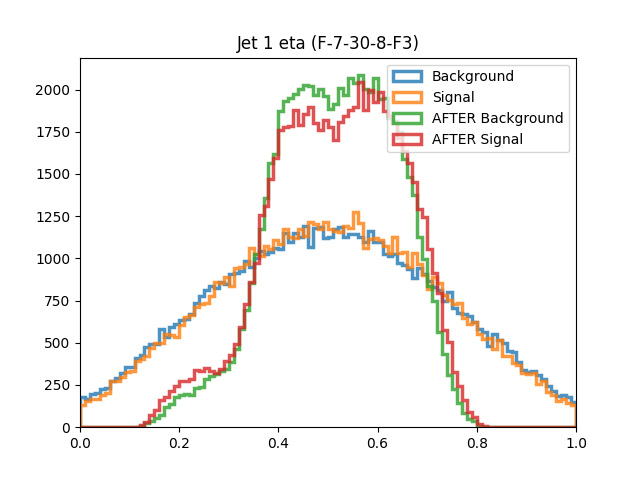 Jet 1 eta (F-7-30-8-F3)
Background
Signal
AFTER Background
AFTER Signal
2000
1750
1500
1250
1000
750
500
250
0
0.0 0.2 0.4 0.6 0.8 1.0